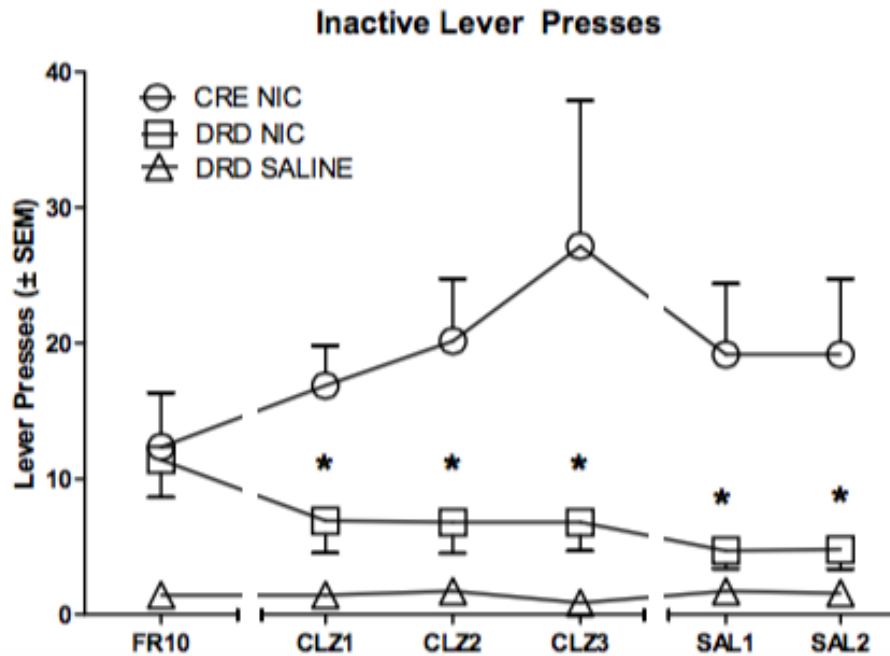 Inactive Lever Presses
40
30
20
10
0
Lever Presses (± SEM)
CRE NIC
DRD NIC
DRD SALINE
*
*
*
*
*
FR10
CLZ1
CLZ2
CLZ3
SAL1
SAL2